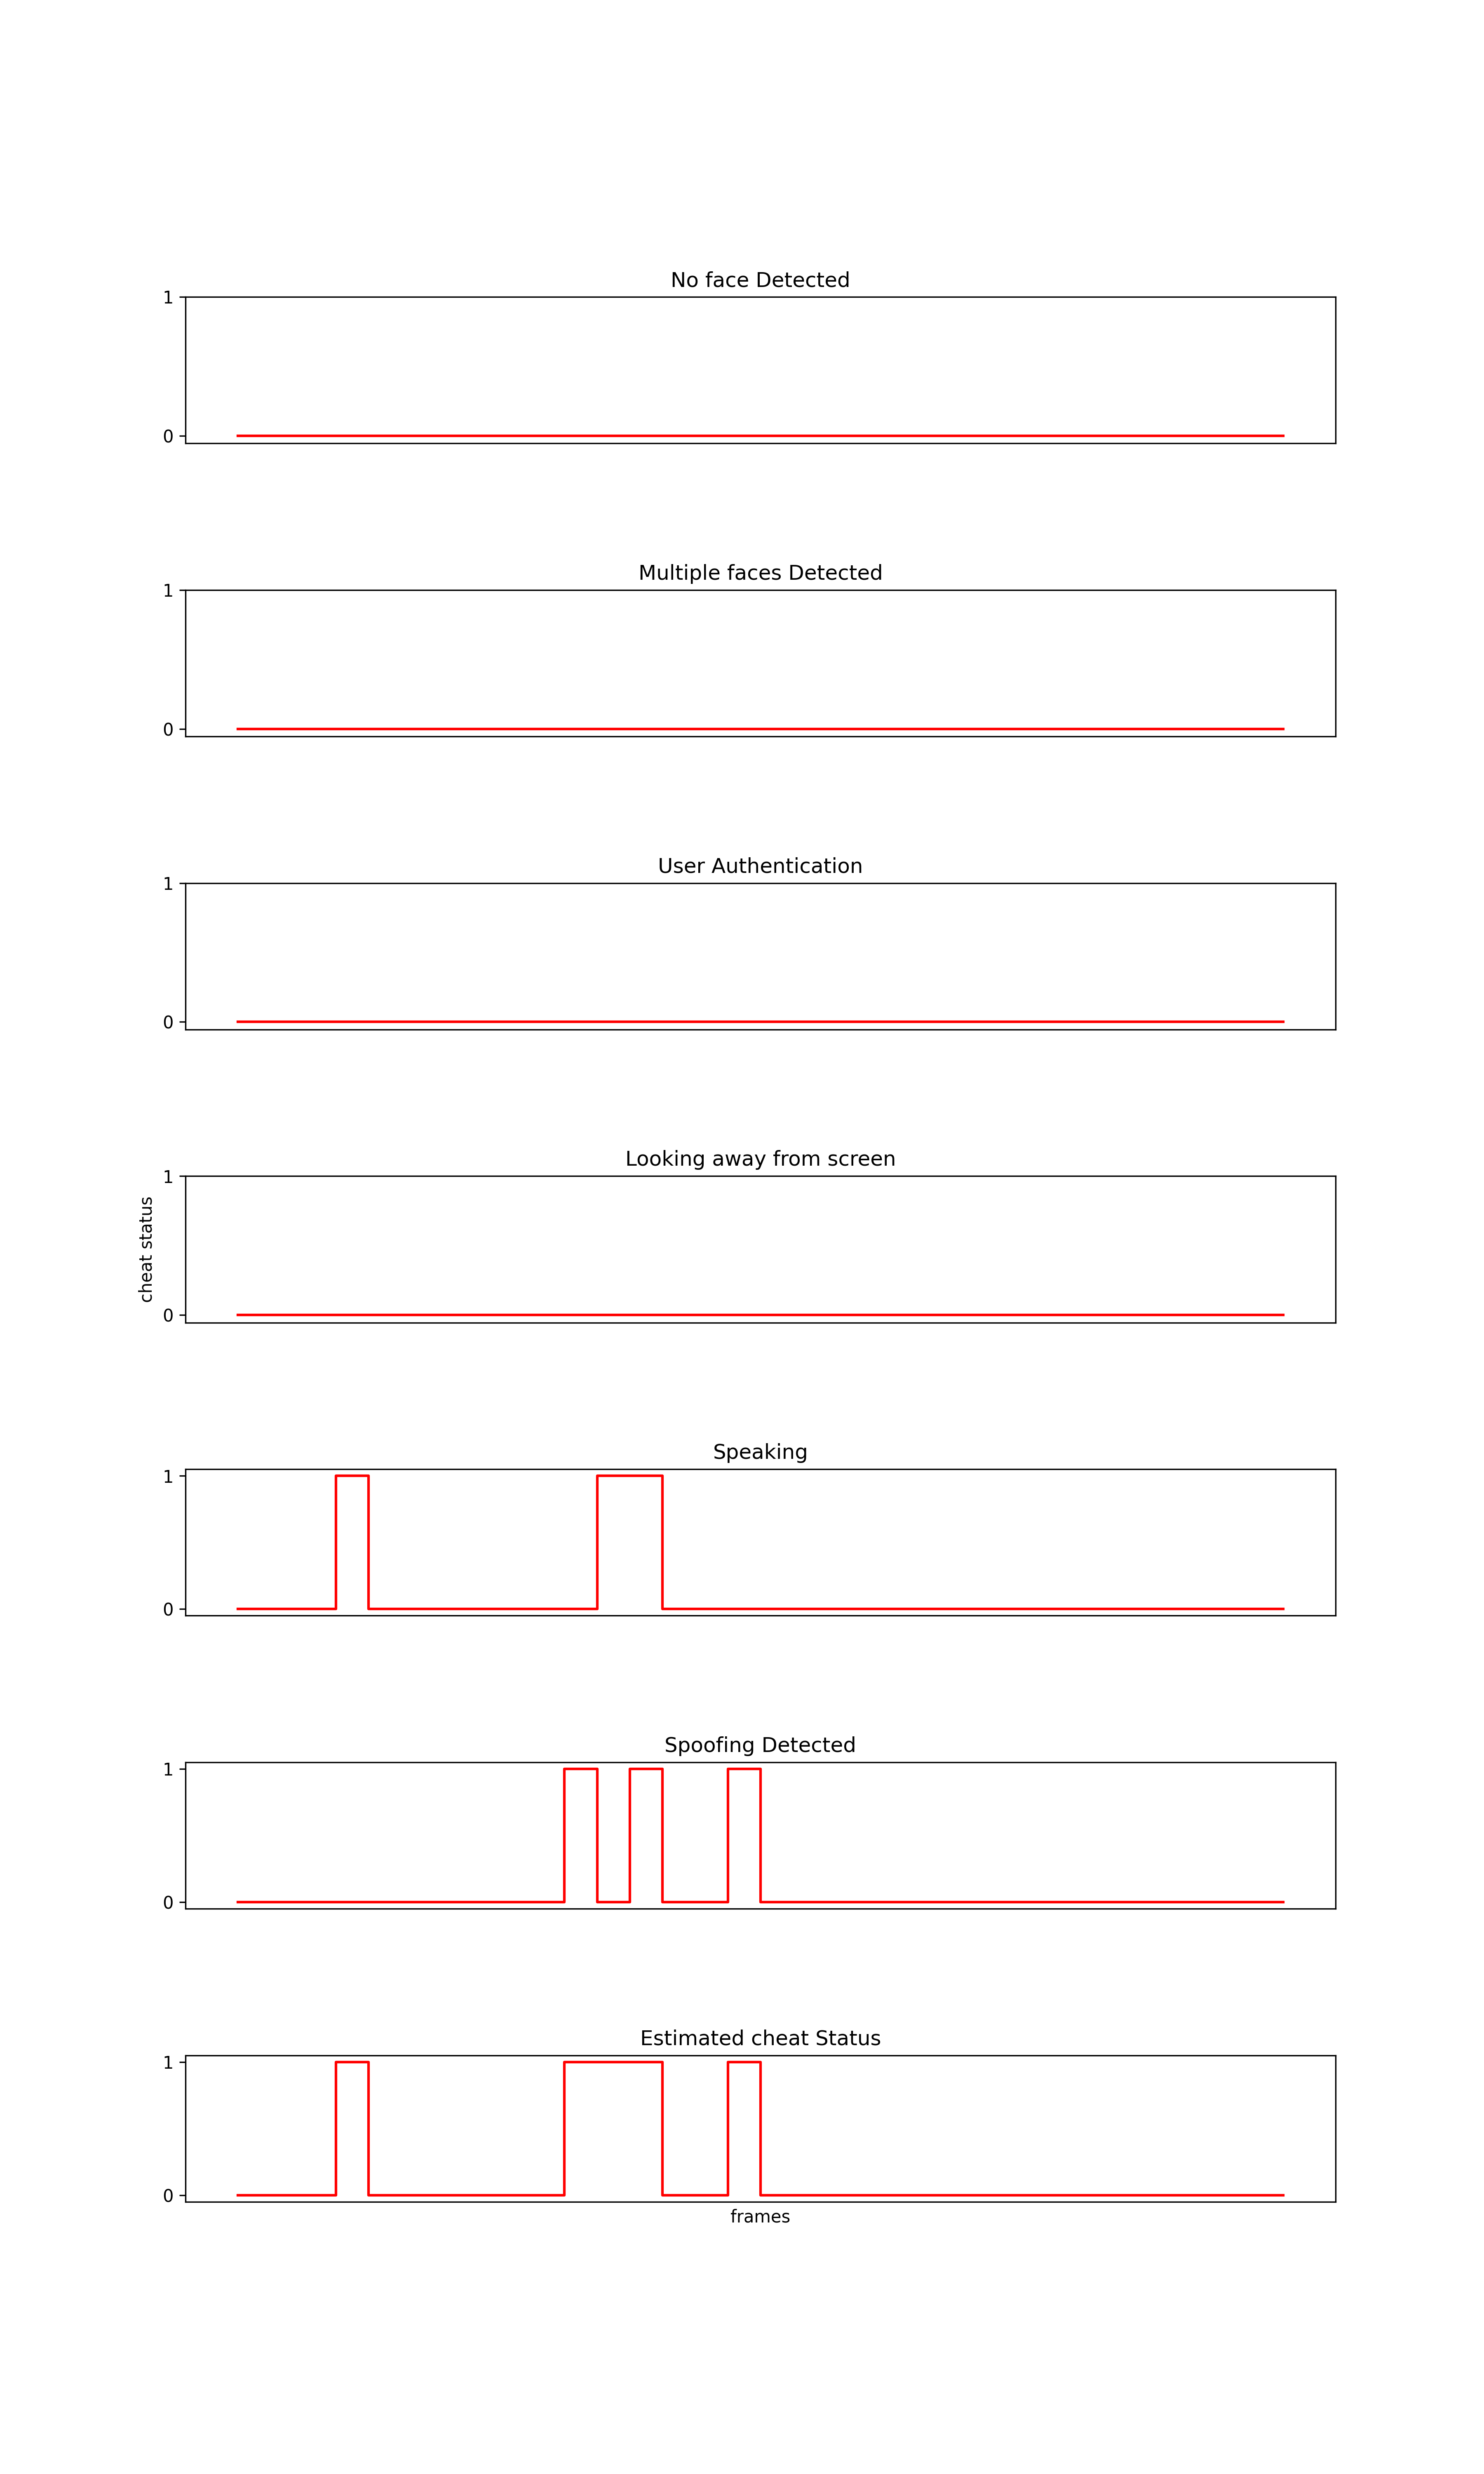 No face Detected
1
0
Multiple faces Detected
1
0
User Authentication
1
0
Looking away from screen
1
cheat status
0
Speaking
1
0
Spoofing Detected
1
0
Estimated cheat Status
1
0
frames